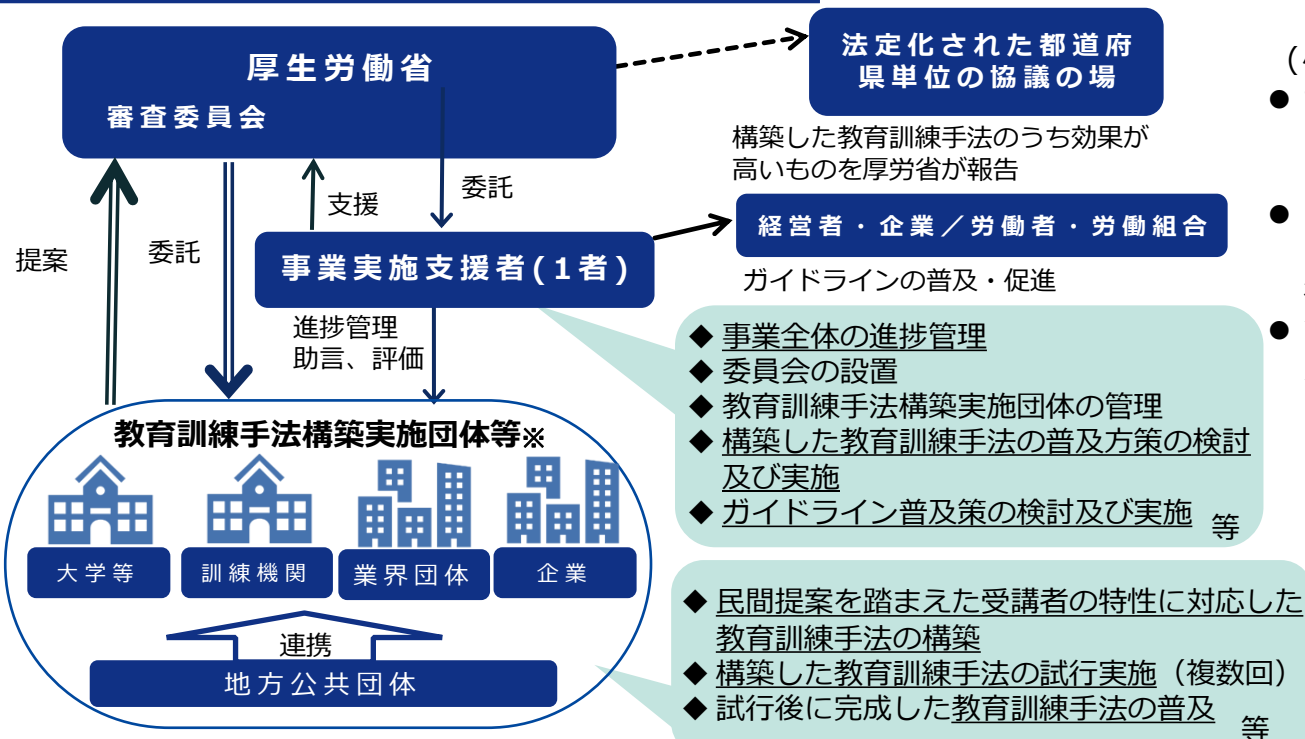 厚生労働省
審査委員会
法定化された都道府
県単位の協議の場
構築した教育訓練手法のうち効果が
高いものを厚労省が報告
提案
委託
支援
委託
事業実施支援者(1者)
経営者・企業／労働者・労働組合
ガイドラインの普及・促進
進捗管理
助言、評価
◆ 事業全体の進捗管理
◆ 委員会の設置
◆ 教育訓練手法構築実施団体の管理
◆ 構築した教育訓練手法の普及方策の検討
及び実施
◆ ガイドライン普及策の検討及び実施 等
教育訓練手法構築実施団体等※
大学等
訓練機関
業界団体
企業
連携
地方公共団体
◆ 民間提案を踏まえた受講者の特性に対応した
教育訓練手法の構築
◆ 構築した教育訓練手法の試行実施（複数回）
◆ 試行後に完成した教育訓練手法の普及 等